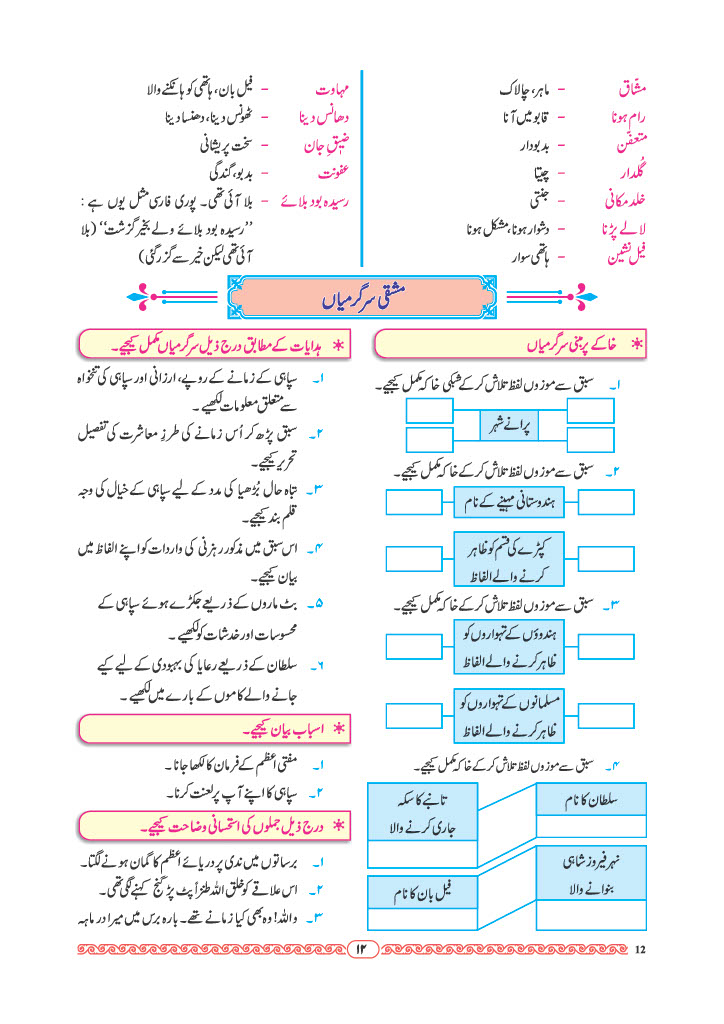 مشّاق – ماہر، چالاک
رام ہونا – قابو میں آنا
متعفّن – بدبودار
گُلدار – چیتا
خلد مکانی – جنتی
لالے پڑنا – دشوار ہونا، مشکل ہونا
فیل نشین – ہاتھی سوار
مہاوت – فیل بان، ہاتھی کو ہانکنے والا
دھانس دینا – ٹھونس دینا، دھنسا دینا
ضیقِ جان – سخت پریشانی
عفونت – بدبو، گندگی
رسیدہ بود بلائے – بلا آئی تھی۔ پوری فارسی مثل یوں ہے :
”رسیدہ بود بلائے ولے بخیر گزشت“ (بلا
آئی تھی لیکن خیر سے گزر گئی)
مشقی سرگرمیاں
* خاکے پر مبنی سرگرمیاں
۱۔ سبق سے موزوں لفظ تلاش کر کے شبکی خاکہ مکمل کیجیے۔
پرانے شہر
۲۔ سبق سے موزوں لفظ تلاش کر کے خاکہ مکمل کیجیے۔
ہندوستانی مہینے کے نام
کپڑے کی قسم کو ظاہر
کرنے والے الفاظ
۳۔ سبق سے موزوں لفظ تلاش کر کے خاکہ مکمل کیجیے۔
ہندوؤں کے تہواروں کو
ظاہر کرنے والے الفاظ
مسلمانوں کے تہواروں کو
ظاہر کرنے والے الفاظ
۴۔ سبق سے موزوں لفظ تلاش کر کے خاکہ مکمل کیجیے۔
سلطان کا نام
تانبے کا سکہ
جاری کرنے والا
نہر فیروز شاہی
بنوانے والا
فیل بان کا نام
* ہدایات کے مطابق درج ذیل سرگرمیاں مکمل کیجیے۔
۱۔ سپاہی کے زمانے کے روپے، ارزانی اور سپاہی کی تنخواہ
سے متعلق معلومات لکھیے۔
۲۔ سبق پڑھ کر اُس زمانے کی طرزِ معاشرت کی تفصیل
تحریر کیجیے۔
۳۔ تباہ حال بُڑھیا کی مدد کے لیے سپاہی کے خیال کی وجہ
قلم بند کیجیے۔
۴۔ اس سبق میں مذکور رہزنی کی واردات کو اپنے الفاظ میں
بیان کیجیے۔
۵۔ بٹ ماروں کے ذریعے جکڑے ہوئے سپاہی کے
محسوسات اور خدشات کو لکھیے۔
۶۔ سلطان کے ذریعے رعایا کی بہبودی کے لیے کیے
جانے والے کاموں کے بارے میں لکھیے۔
* اسباب بیان کیجیے۔
۱۔ مفتی اعظم کے فرمان کا لکھا جانا۔
۲۔ سپاہی کا اپنے آپ پر لعنت کرنا۔
* درج ذیل جملوں کی استحسانی وضاحت کیجیے۔
۱۔ برساتوں میں ندی پر دریائے اعظم کا گمان ہونے لگتا۔
۲۔ اس علاقے کو خلق اللہ طنزاً پٹ پڑ گنج کہنے لگی تھی۔
۳۔ واللہ! وہ بھی کیا زمانے تھے۔ بارہ برس میں میرا درماہہ
۱۲
12